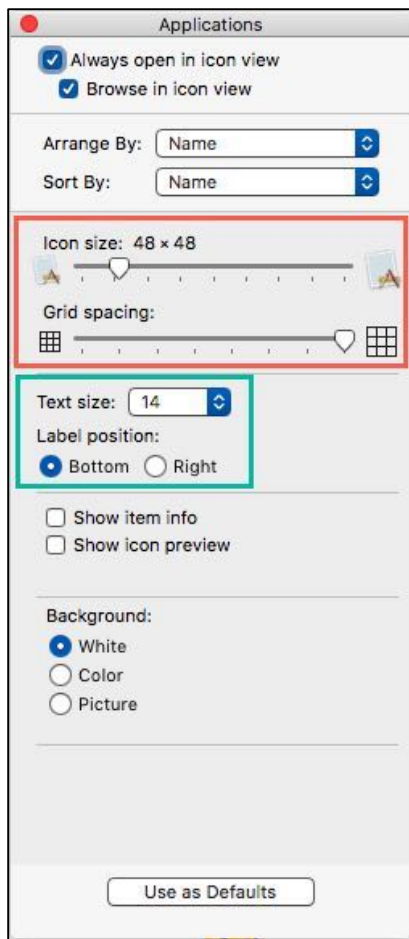 Applications
Always open in icon view
Browse in icon view
Arrange By: Name
Sort By: Name
Icon size: 48 × 48
Grid spacing:
Text size: 14
Label position:
Bottom Right
Show item info
Show icon preview
Background:
White
Color
Picture
Use as Defaults